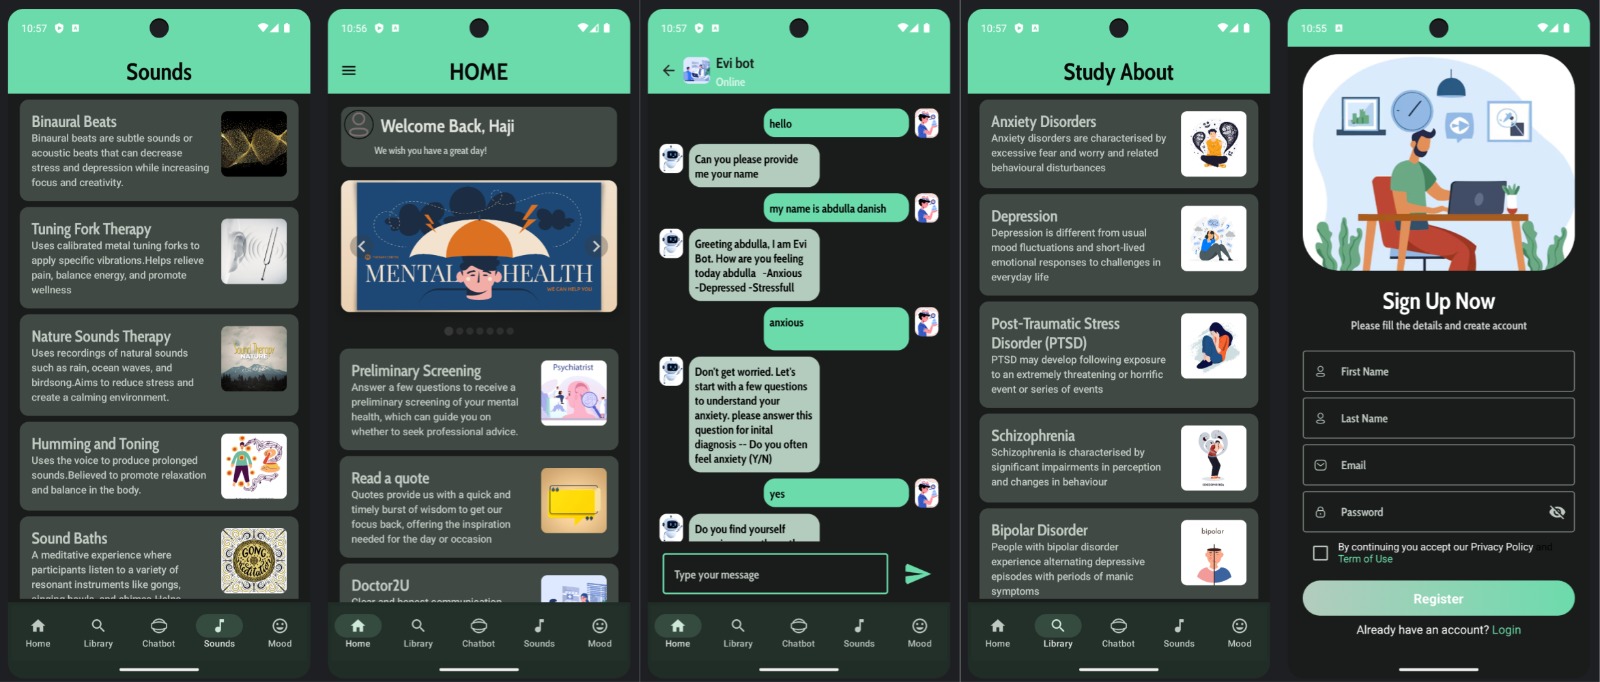 10:57
Sounds
Binaural Beats
Binaural beats are subtle sounds or
acoustic beats that can decrease
stress and depression while increasing
focus and creativity.
Tuning Fork Therapy
Uses calibrated metal tuning forks to
apply specific vibrations.Helps relieve
pain, balance energy, and promote
wellness
Nature Sounds Therapy
Uses recordings of natural sounds
such as rain, ocean waves, and
birdsong.Aims to reduce stress and
create a calming environment.
Sound Therapy
NATURE
Humming and Toning
Uses the voice to produce prolonged
sounds.Believed to promote relaxation
and balance in the body.
Sound Baths
A meditative experience where
participants listen to a variety of
resonant instruments like gongs,
singing bowls, and chimes.Helps
GONG
Home
Library
Chatbot
Sounds
Mood
10:56
HOME
Welcome Back, Haji
We wish you have a great day!
MENTAL HEALTH
WE CAN HELP YOU
Preliminary Screening
Answer a few questions to receive a
preliminary screening of your mental
health, which can guide you on
whether to seek professional advice.
Psychiatrist
Read a quote
Quotes provide us with a quick and
timely burst of wisdom to get our
focus back, offering the inspiration
needed for the day or occasion
Doctor2U
Clear and honest communication
Home
Library
Chatbot
Sounds
Mood
10:57
Evi bot
Online
hello
Can you please provide
me your name
my name is abdulla danish
Greeting abdulla, I am Evi
Bot. How are you feeling
today abdulla -Anxious
-Depressed -Stressfull
anxious
Don't get worried. Let's
start with a few questions
to understand your
anxiety. please answer this
question for inital
diagnosis -- Do you often
feel anxiety (Y/N)
yes
Do you find yourself
Type your message
Home
Library
Chatbot
Sounds
Mood
10:57
Study About
Anxiety Disorders
Anxiety disorders are characterised by
excessive fear and worry and related
behavioural disturbances
Depression
Depression is different from usual
mood fluctuations and short-lived
emotional responses to challenges in
everyday life
Post-Traumatic Stress
Disorder (PTSD)
PTSD may develop following exposure
to an extremely threatening or horrific
event or series of events
Schizophrenia
Schizophrenia is characterised by
significant impairments in perception
and changes in behaviour
Bipolar Disorder
People with bipolar disorder
experience alternating depressive
episodes with periods of manic
symptoms
bipolar
Home
Library
Chatbot
Sounds
Mood
10:55
Sign Up Now
Please fill the details and create account
First Name
Last Name
Email
Password
By continuing you accept our Privacy Policy and
Term of Use
Register
Already have an account? Login